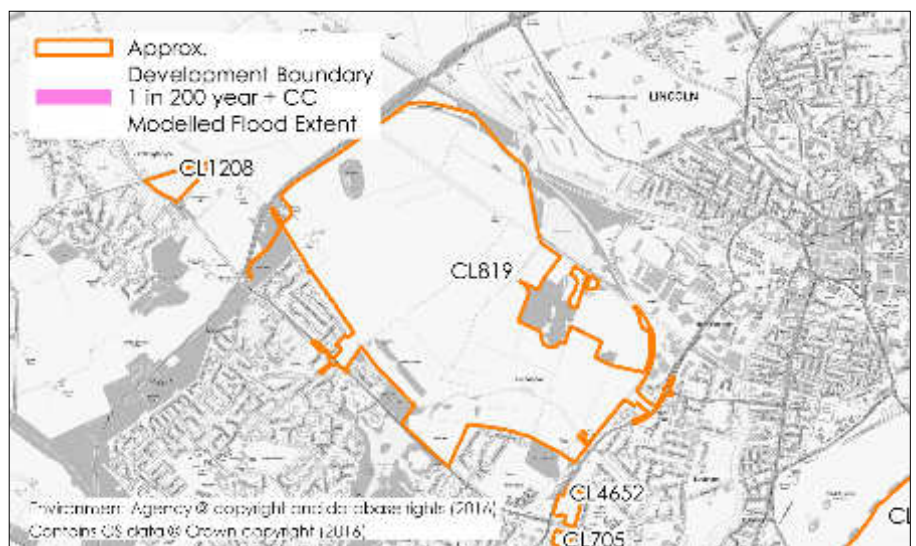 Approx.
Development Boundary
1 in 200 year + CC
Modelled Flood Extent
LINCOLN
CL1208
CL819
CL4652
CL705
CL
Environment Agency @ copyright and database rights (2016)
Contains OS data @ Crown copyright (2016)